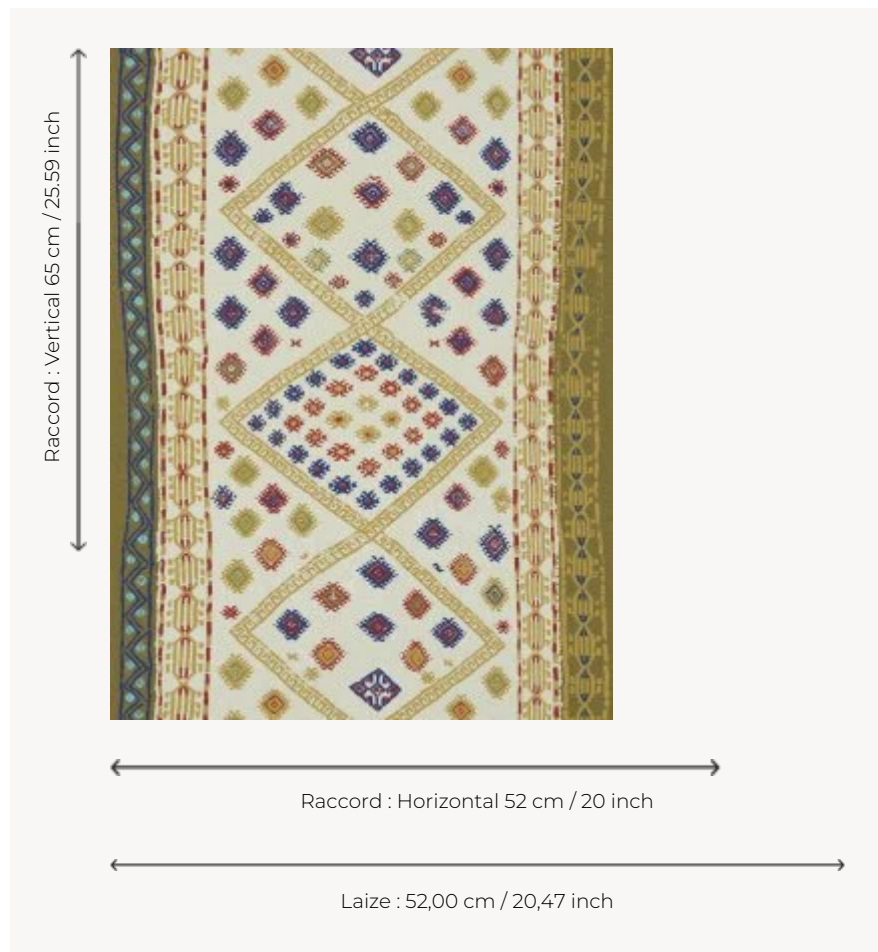 Raccord : Vertical 65 cm / 25.59 inch
Raccord : Horizontal 52 cm / 20 inch
Laize : 52,00 cm / 20,47 inch